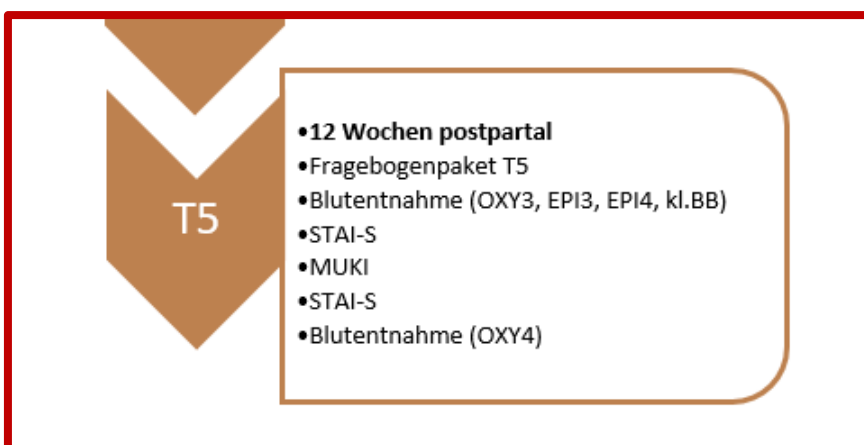 T5
•12 Wochen postpartal
•Fragebogenpaket T5
•Blutentnahme (OXY3, EPI3, EPI4, kl.BB)
•STAI-S
•MUKI
•STAI-S
•Blutentnahme (OXY4)